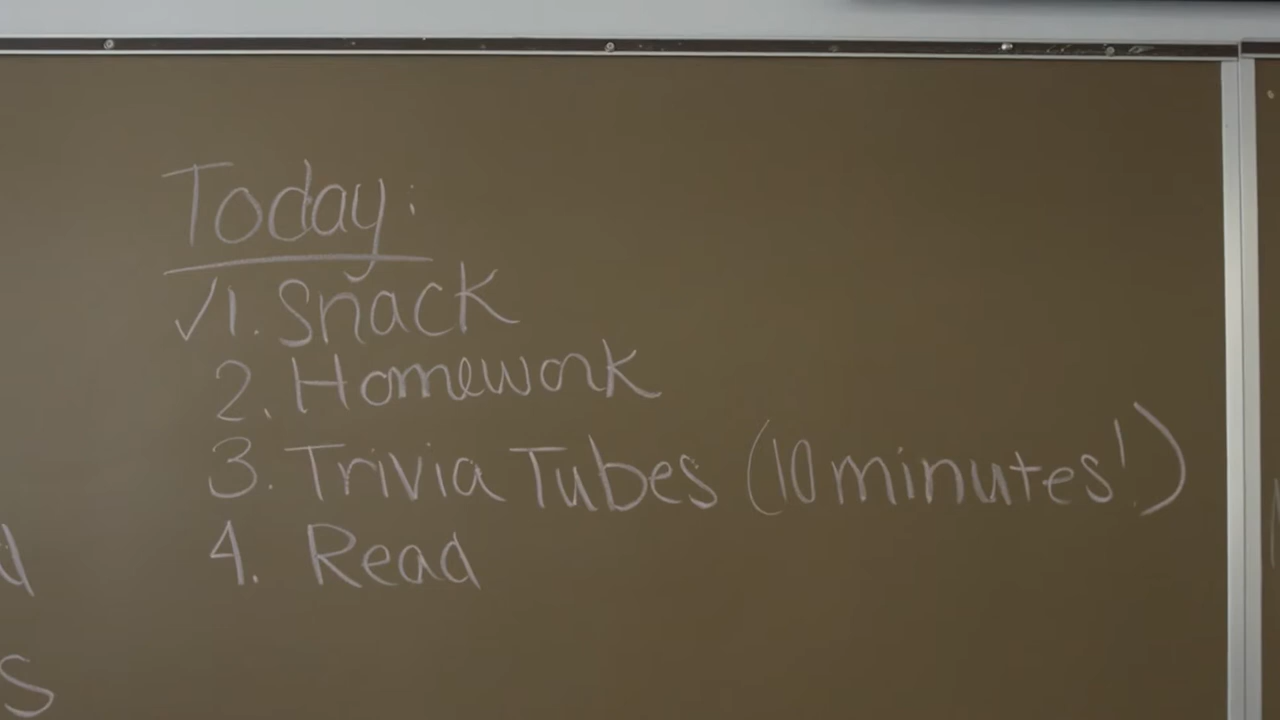 Today:
✓1. Snack
2. Homework
3. Trivia Tubes (10 minutes!)
4. Read